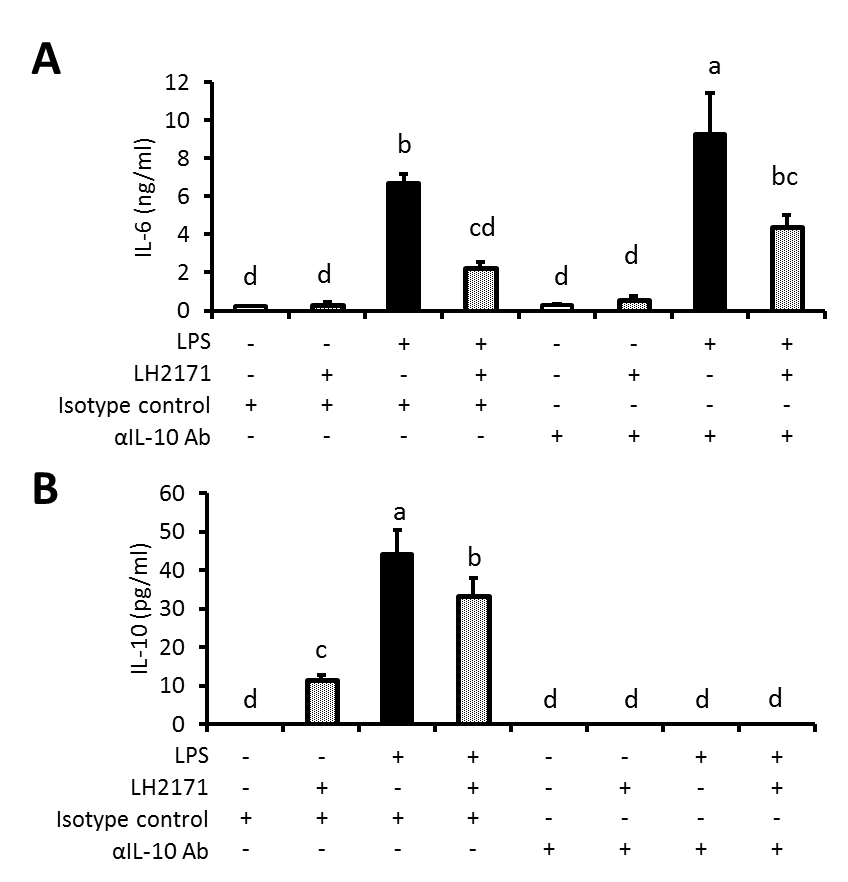 A
IL-6 (ng/ml)
12
10
8
6
4
2
0
d d b cd d d a bc
LPS - - + + - - + +
LH2171 - + - + - + - +
Isotype control + + + + - - - -
αIL-10 Ab - - - - + + + +
B
IL-10 (pg/ml)
60
50
40
30
20
10
0
d c a b d d d d
LPS - - + + - - + +
LH2171 - + - + - + - +
Isotype control + + + + - - - -
αIL-10 Ab - - - - + + + +